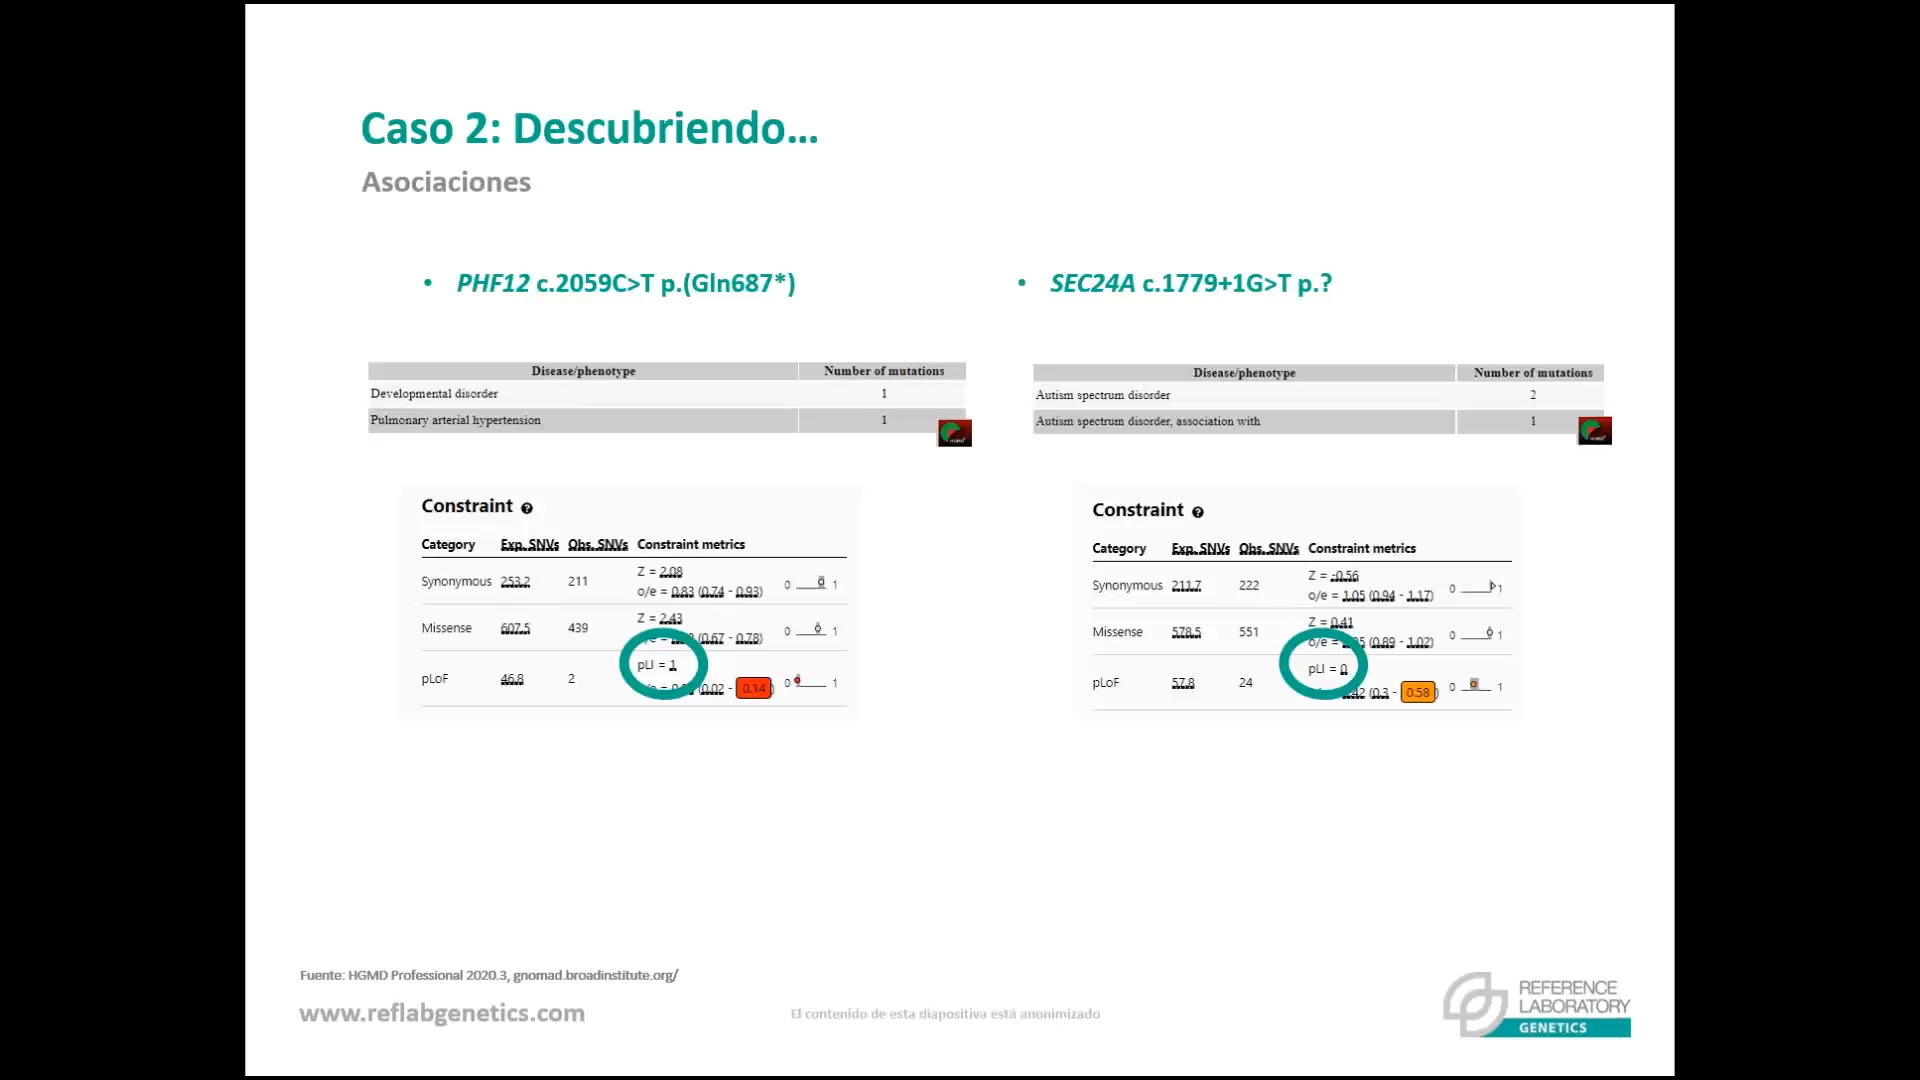 Caso 2: Descubriendo...
Asociaciones
• PHF12 c.2059C>T p.(Gln687*)
Disease/phenotype Number of mutations
Developmental disorder 1
Pulmonary arterial hypertension 1
Constraint ?
Category Exp. SNVs Obs. SNVs Constraint metrics
Synonymous 253.2 211 Z = 2.08
o/e = 0.83 (0.74 - 0.93) 0 1
Missense 607.5 439 Z = 2.43
(0.67 - 0.78) 0 1
pLoF 46.8 2 pLI = 1
(0.02 - 0.14) 0 1
• SEC24A c.1779+1G>T p.?
Disease/phenotype Number of mutations
Autism spectrum disorder 2
Autism spectrum disorder, association with 1
Constraint ?
Category Exp. SNVs Obs. SNVs Constraint metrics
Synonymous 211.7 222 Z = -0.56
o/e = 1.05 (0.94 - 1.17) 0 1
Missense 578.5 551 Z = 0.41
o/e = (0.89 - 1.02) 0 1
pLoF 57.8 24 pLI = 0
(0.3 - 0.58) 0 1
Fuente: HGMD Professional 2020.3, gnomad.broadinstitute.org/
www.reflabgenetics.com
El contenido de esta diapositiva está anonimizado
REFERENCE
LABORATORY
GENETICS